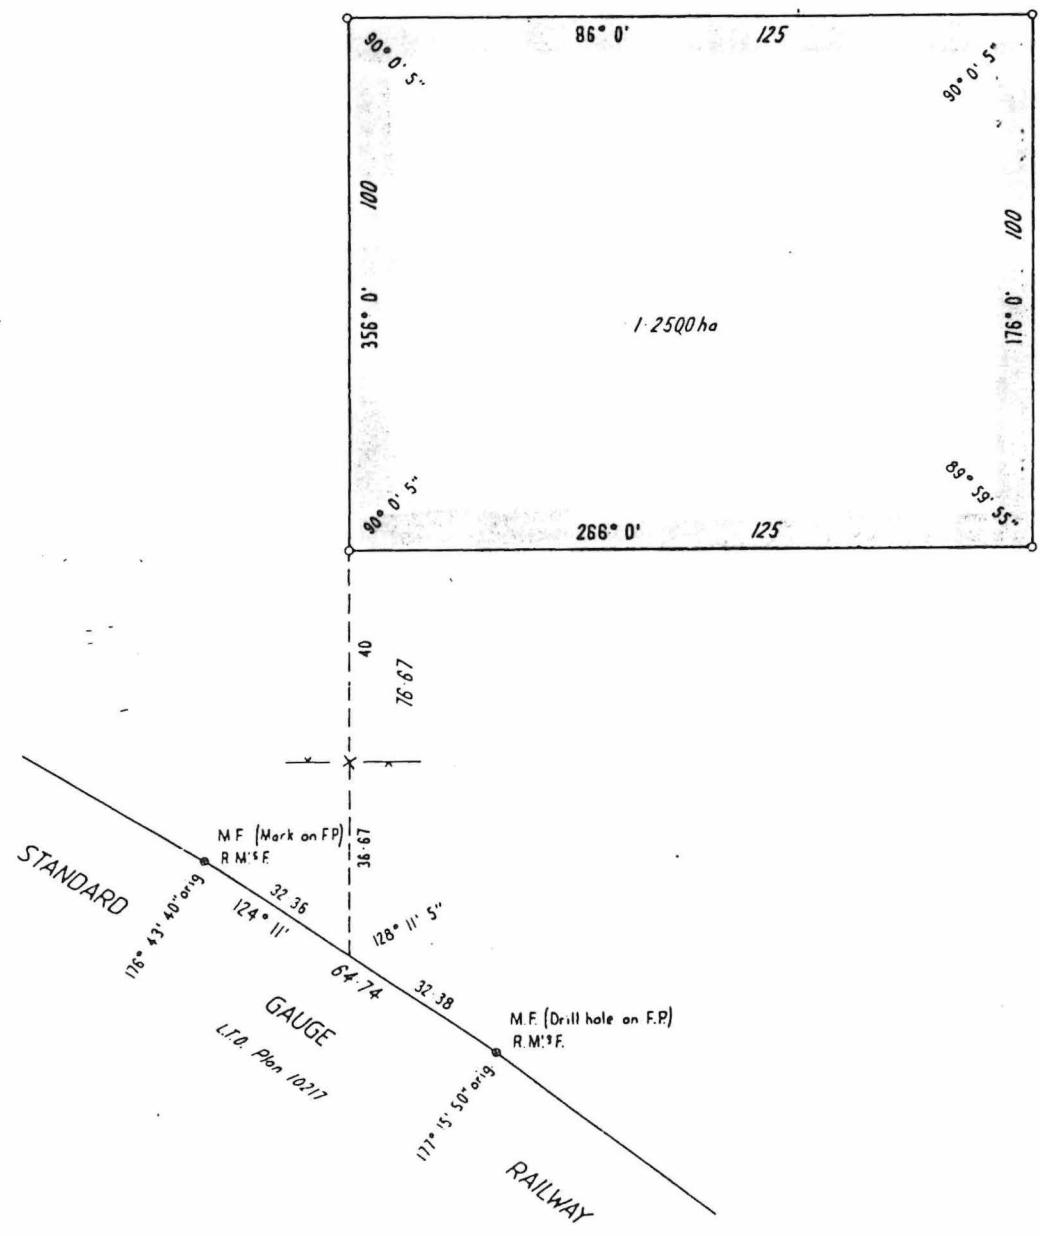 86° 0' 125
90° 0' 5"
90° 0' 5"
100
100
356° 0'
176° 0'
1·2500 ha
90° 0' 5"
89° 59' 55"
266° 0' 125
40
76·67
36·67
M.F. (Mark on F.P.)
R.M.'s F.
STANDARD
32·36
124° 11'
176° 43' 40" orig
128° 11' 5"
64·74
32·38
GAUGE
L.T.O. Plan 10217
M.F. (Drill hole on F.P.)
R.M.'s F.
177° 15' 50" orig.
RAILWAY